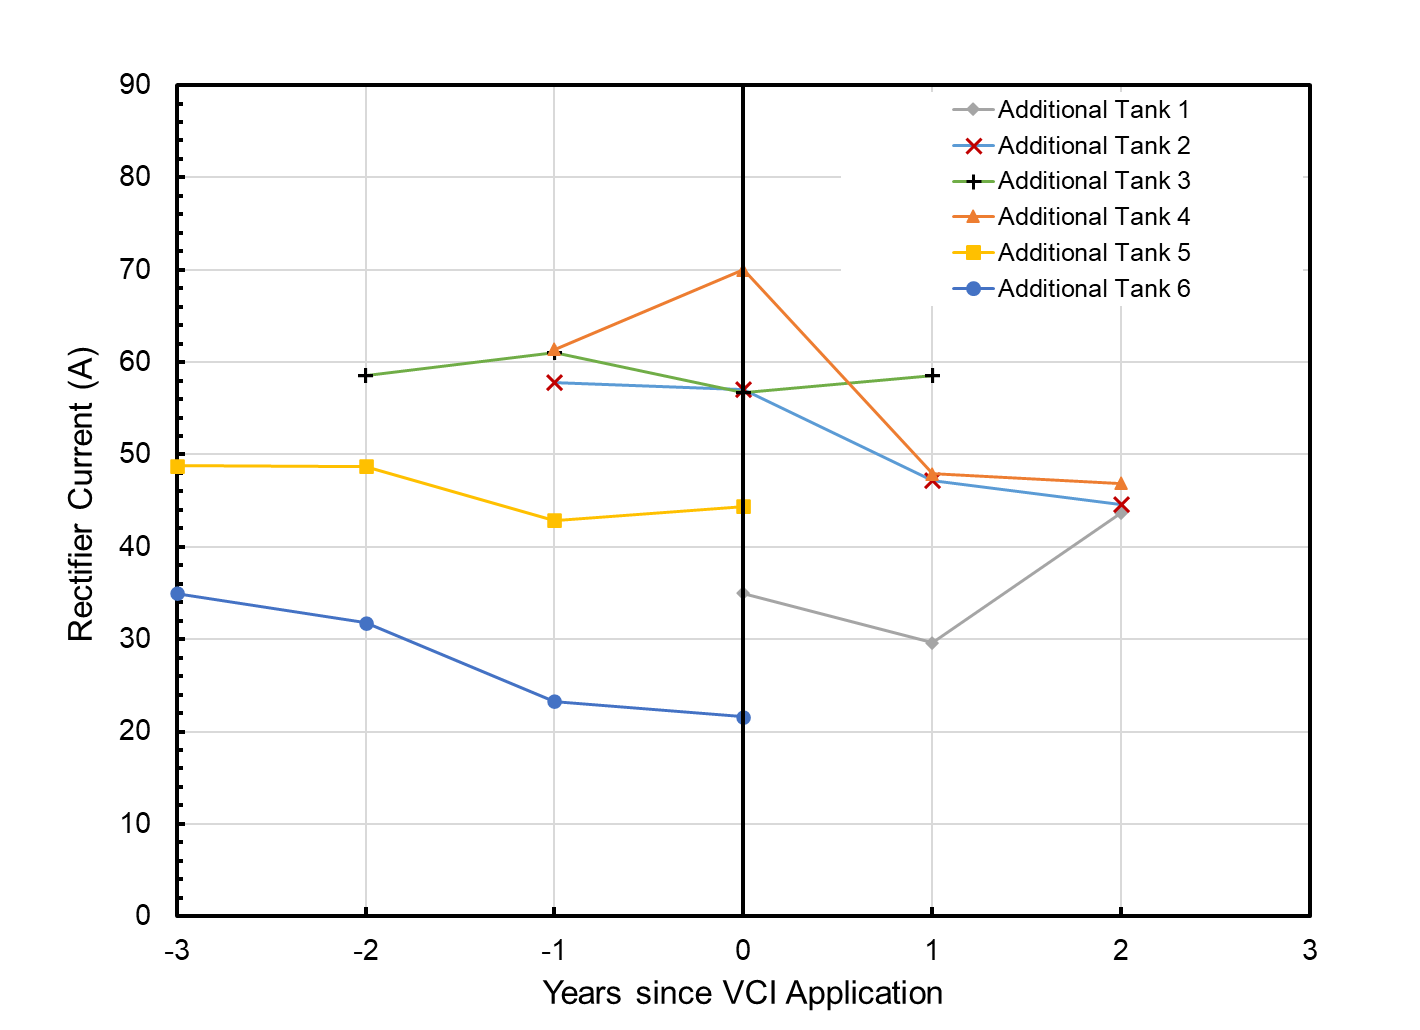 90
80
70
60
50
40
30
20
10
0
Rectifier Current (A)
Additional Tank 1
Additional Tank 2
Additional Tank 3
Additional Tank 4
Additional Tank 5
Additional Tank 6
-3 -2 -1 0 1 2 3
Years since VCI Application